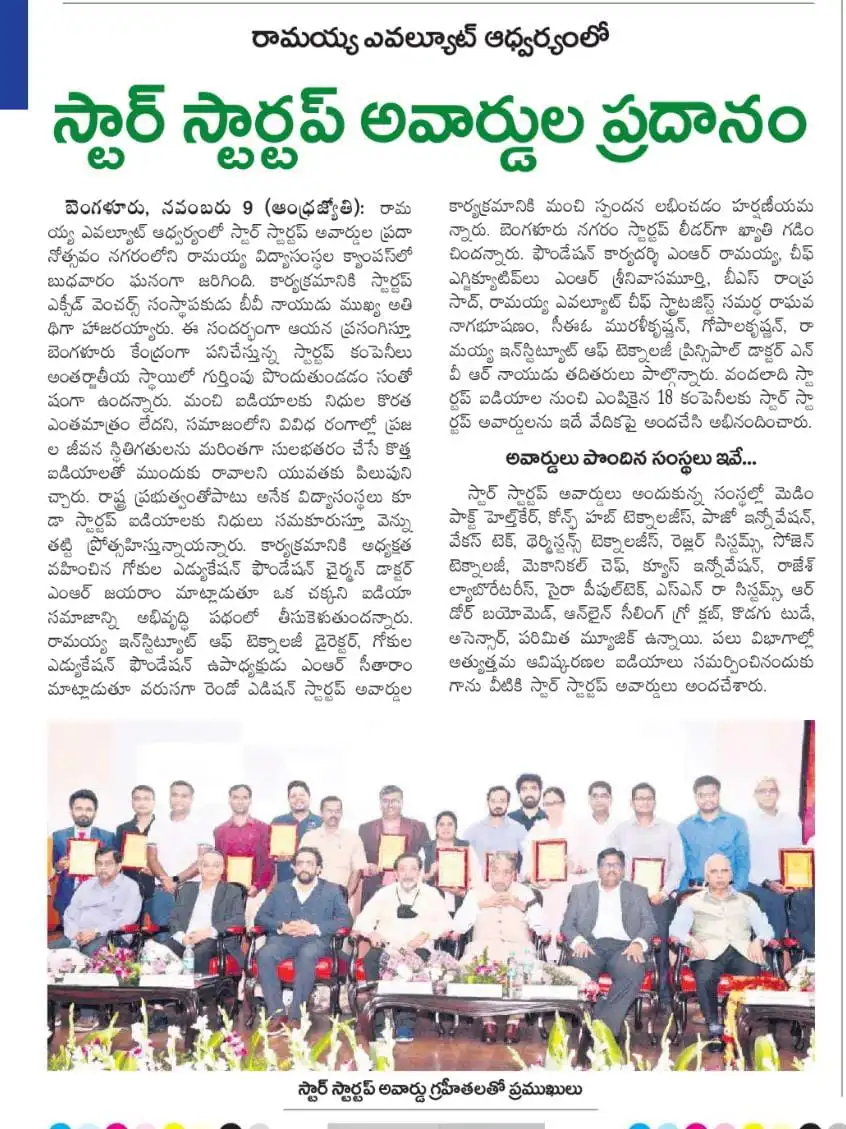 రామయ్య ఎవల్యూట్ ఆధ్వర్యంలో
స్టార్ స్టార్టప్ అవార్డుల ప్రదానం
బెంగళూరు, నవంబరు 9 (ఆంధ్రజ్యోతి): రామ
య్య ఎవల్యూట్ ఆధ్వర్యంలో స్టార్ స్టార్టప్ అవార్డుల ప్రదా
నోత్సవం నగరంలోని రామయ్య విద్యాసంస్థల క్యాంపస్‌లో
బుధవారం ఘనంగా జరిగింది. కార్యక్రమానికి స్టార్టప్
ఎక్సీడ్ వెంచర్స్ సంస్థాపకుడు బీవీ నాయుడు ముఖ్య అతి
థిగా హాజరయ్యారు. ఈ సందర్భంగా ఆయన ప్రసంగిస్తూ
బెంగళూరు కేంద్రంగా పనిచేస్తున్న స్టార్టప్ కంపెనీలు
అంతర్జాతీయ స్థాయిలో గుర్తింపు పొందుతుండడం సంతో
షంగా ఉందన్నారు. మంచి ఐడియాలకు నిధుల కొరత
ఎంతమాత్రం లేదని, సమాజంలోని వివిధ రంగాల్లో ప్రజ
ల జీవన స్థితిగతులను మరింతగా సులభతరం చేసే కొత్త
ఐడియాలతో ముందుకు రావాలని యువతకు పిలుపుని
చ్చారు. రాష్ట్ర ప్రభుత్వంతోపాటు అనేక విద్యాసంస్థలు కూ
డా స్టార్టప్ ఐడియాలకు నిధులు సమకూరుస్తూ వెన్ను
తట్టి ప్రోత్సహిస్తున్నాయన్నారు. కార్యక్రమానికి అధ్యక్షత
వహించిన గోకుల ఎడ్యుకేషన్ ఫౌండేషన్ చైర్మన్ డాక్టర్
ఎంఆర్ జయరాం మాట్లాడుతూ ఒక చక్కని ఐడియా
సమాజాన్ని అభివృద్ధి పథంలో తీసుకెళుతుందన్నారు.
రామయ్య ఇన్‌స్టిట్యూట్ ఆఫ్ టెక్నాలజీ డైరెక్టర్, గోకుల
ఎడ్యుకేషన్ ఫౌండేషన్ ఉపాధ్యక్షుడు ఎంఆర్ సీతారాం
మాట్లాడుతూ వరుసగా రెండో ఎడిషన్ స్టార్టప్ అవార్డుల
కార్యక్రమానికి మంచి స్పందన లభించడం హర్షణీయమ
న్నారు. బెంగళూరు నగరం స్టార్టప్ లీడర్‌గా ఖ్యాతి గడిం
చిందన్నారు. ఫౌండేషన్ కార్యదర్శి ఎంఆర్ రామయ్య, చీఫ్
ఎగ్జిక్యూటివ్‌లు ఎంఆర్ శ్రీనివాసమూర్తి, బీఎస్ రాంప్ర
సాద్, రామయ్య ఎవల్యూట్ చీఫ్ స్ట్రాటజిస్ట్ సమర్థ రాఘవ
నాగభూషణం, సీఈఓ మురళీకృష్ణన్, గోపాలకృష్ణన్, రా
మయ్య ఇన్‌స్టిట్యూట్ ఆఫ్ టెక్నాలజీ ప్రిన్సిపాల్ డాక్టర్ ఎన్
వీ ఆర్ నాయుడు తదితరులు పాల్గొన్నారు. వందలాది స్టా
ర్టప్ ఐడియాల నుంచి ఎంపికైన 18 కంపెనీలకు స్టార్ స్టా
ర్టప్ అవార్డులను ఇదే వేదికపై అందచేసి అభినందించారు.
అవార్డులు పొందిన సంస్థలు ఇవే...
స్టార్ స్టార్టప్ అవార్డులు అందుకున్న సంస్థల్లో మెడిం
పాక్ట్ హెల్త్‌కేర్, కోన్ఫ్ హబ్ టెక్నాలజీస్, పాజో ఇన్నోవేషన్,
వేకస్ టెక్, థెర్మిస్టన్స్ టెక్నాలజీస్, రెజ్లర్ సిస్టమ్స్, సోజెన్
టెక్నాలజీ, మెకానికల్ చెఫ్, క్యూస్ ఇన్నోవేషన్, రాజేశ్
ల్యాబొరేటరీస్, సైరా పీపుల్‌టెక్, ఎస్ఎన్ రా సిస్టమ్స్, ఆర్
డోర్ బయోమెడ్, ఆన్‌లైన్ సీలింగ్ గ్రో క్లబ్, కొడగు టుడే,
అసెన్సార్, పరిమిత మ్యూజిక్ ఉన్నాయి. పలు విభాగాల్లో
అత్యుత్తమ ఆవిష్కరణల ఐడియాలు సమర్పించినందుకు
గాను వీటికి స్టార్ స్టార్టప్ అవార్డులు అందచేశారు.
స్టార్ స్టార్టప్ అవార్డు గ్రహీతలతో ప్రముఖులు